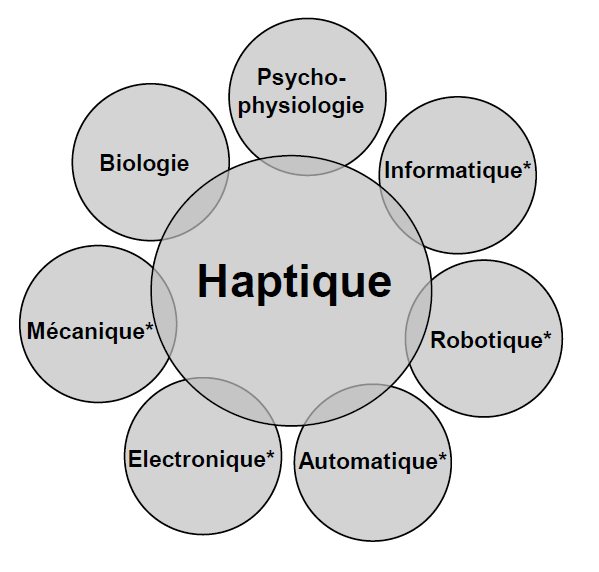 Psycho-
physiologie
Biologie
Informatique*
Haptique
Mécanique*
Robotique*
Electronique*
Automatique*